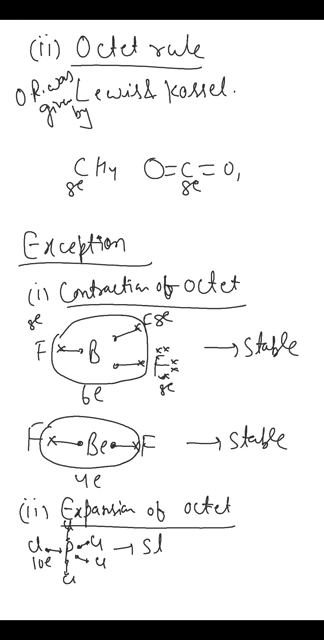 (ii) Octet rule
O R. was given by Lewis & Kossel.
CH4 O=C=O,
8e 8e
Exception
(i) Contraction of octet
8e F B F 8e F 8e → Stable
6e
F Be F → Stable
4e
(ii) Expansion of octet
Cl P Cl Cl Cl → St
10e